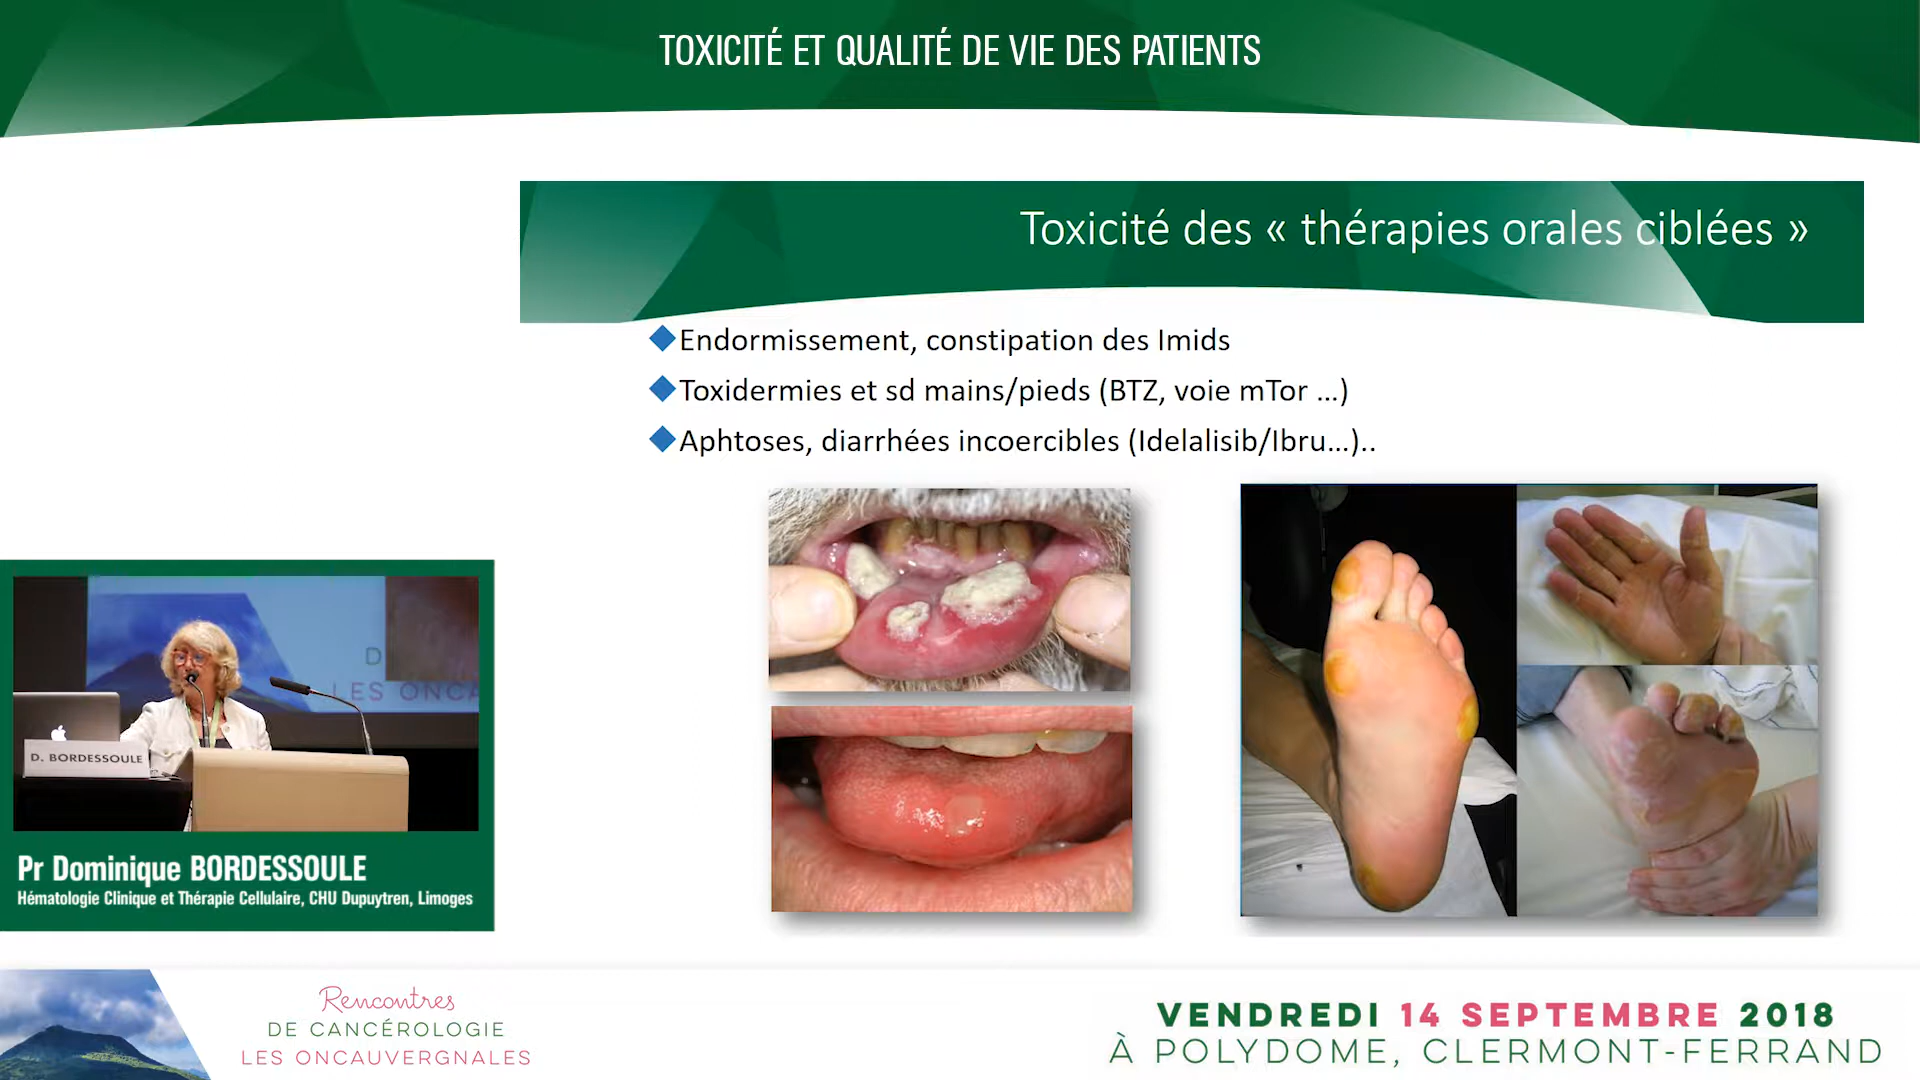 TOXICITÉ ET QUALITÉ DE VIE DES PATIENTS
Toxicité des « thérapies orales ciblées »
Endormissement, constipation des Imids
Toxidermies et sd mains/pieds (BTZ, voie mTor ...)
Aphtoses, diarrhées incoercibles (Idelalisib/Ibru...)..
D
LES ONCA
D. BORDESSOULE
Pr Dominique BORDESSOULE
Hématologie Clinique et Thérapie Cellulaire, CHU Dupuytren, Limoges
Rencontres
DE CANCÉROLOGIE
LES ONCAUVERGNALES
VENDREDI 14 SEPTEMBRE 2018
À POLYDOME, CLERMONT-FERRAND